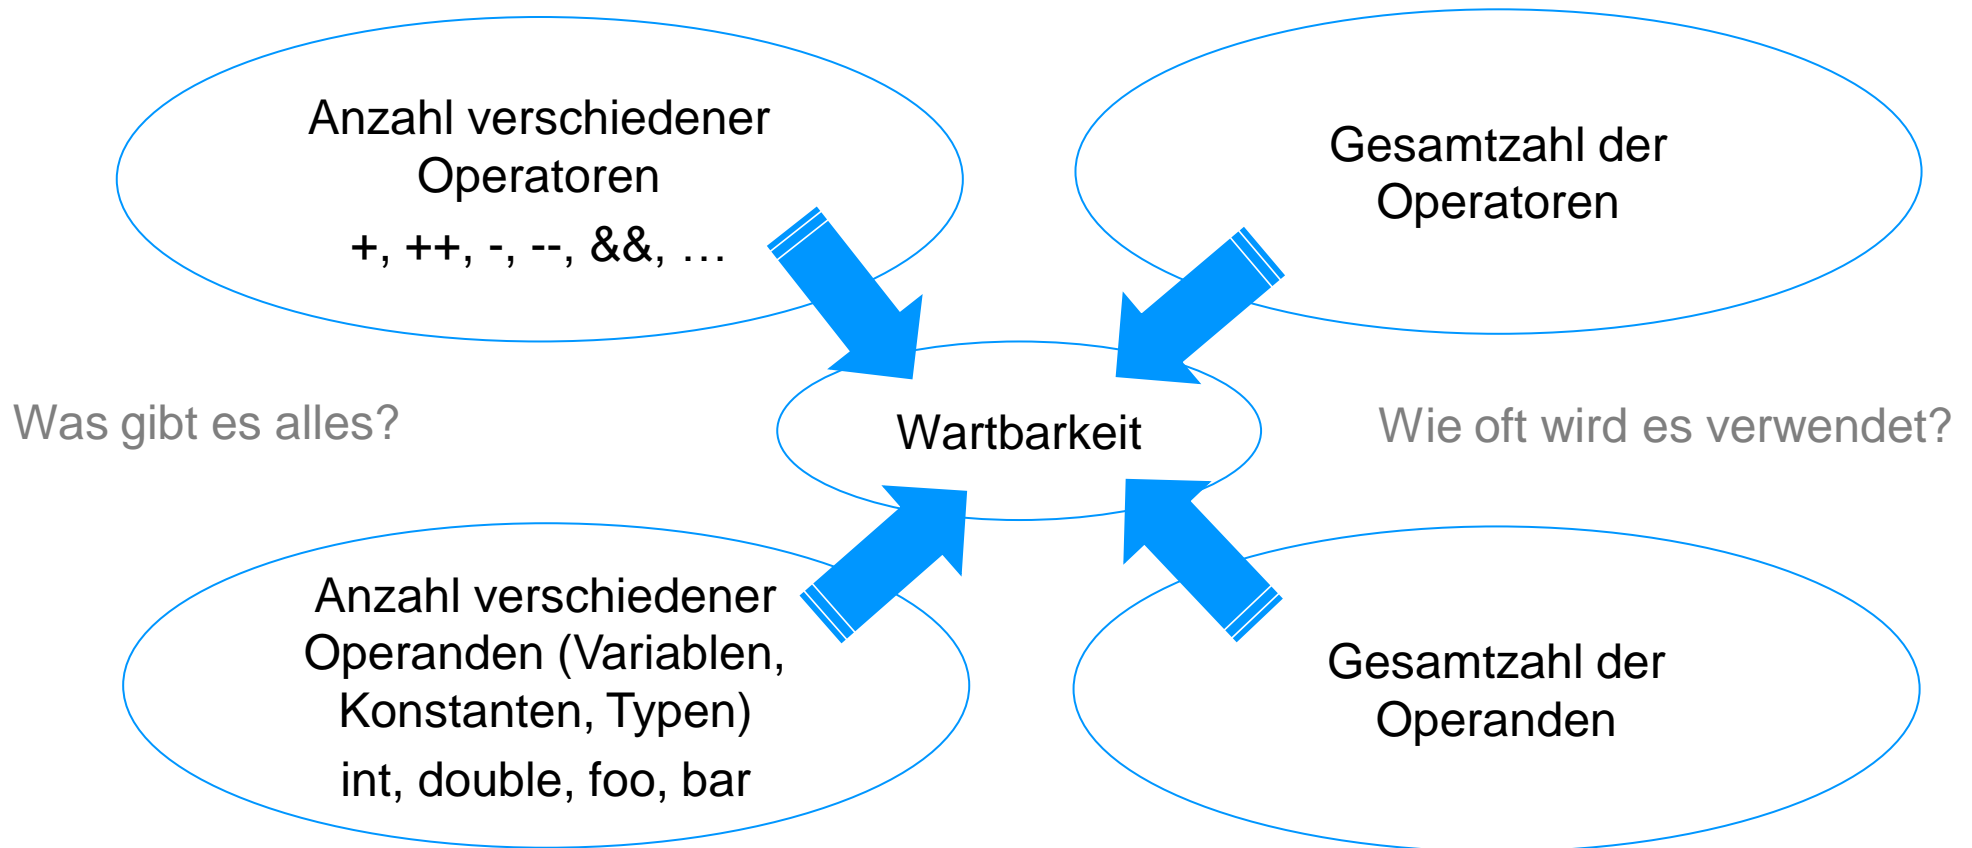 Anzahl verschiedener
Operatoren
+, ++, -, --, &&, …
Gesamtzahl der
Operatoren
Was gibt es alles?
Wartbarkeit
Wie oft wird es verwendet?
Anzahl verschiedener
Operanden (Variablen,
Konstanten, Typen)
int, double, foo, bar
Gesamtzahl der
Operanden